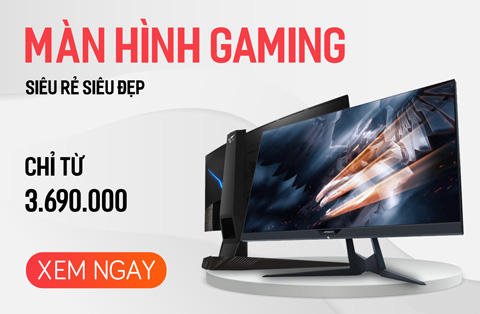 MÀN HÌNH GAMING
SIÊU RẺ SIÊU ĐẸP
CHỈ TỪ
3.690.000
XEM NGAY